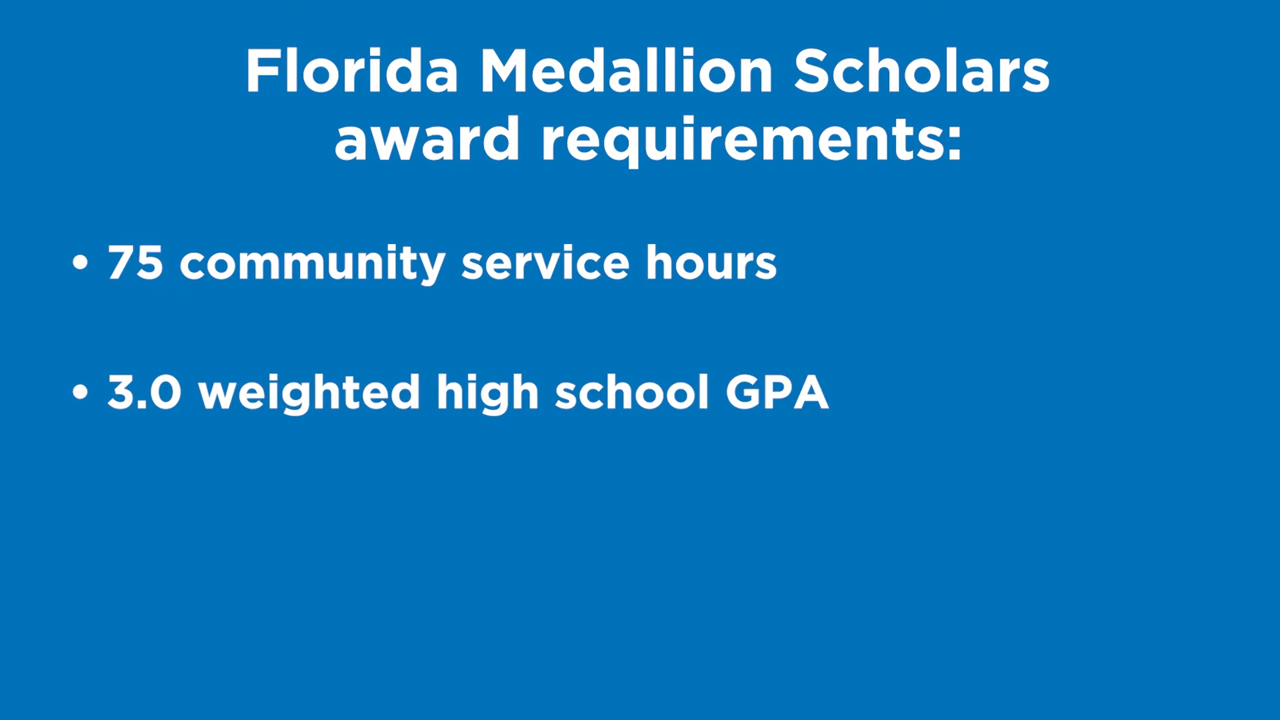 Florida Medallion Scholars
award requirements:
• 75 community service hours
• 3.0 weighted high school GPA